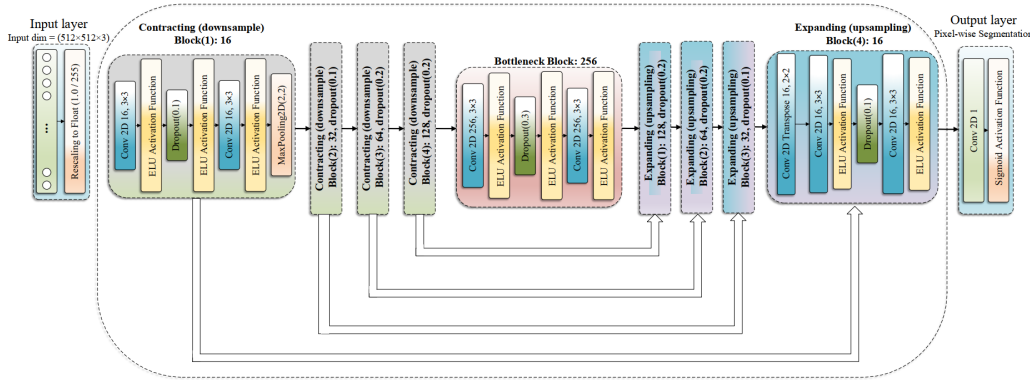 Input layer
Input dim = (512×512×3)
...
Rescaling to Float (1.0 / 255)
Contracting (downsample)
Block(1): 16
Conv 2D 16, 3×3
ELU Activation Function
Dropout(0.1)
ELU Activation Function
Conv 2D 16, 3×3
ELU Activation Function
MaxPooling2D(2,2)
Contracting (downsample)
Block(2): 32, dropout(0.1)
Contracting (downsample)
Block(3): 64, dropout(0.2)
Contracting (downsample)
Block(4): 128, dropout(0.2)
Bottleneck Block: 256
Conv 2D 256, 3×3
ELU Activation Function
Dropout(0.3)
ELU Activation Function
Conv 2D 256, 3×3
ELU Activation Function
Expanding (upsampling)
Block(1): 128, dropout(0.2)
Expanding (upsampling)
Block(2): 64, dropout(0.2)
Expanding (upsampling)
Block(3): 32, dropout(0.1)
Expanding (upsampling)
Block(4): 16
Conv 2D Transpose 16, 2×2
Conv 2D 16, 3×3
ELU Activation Function
Dropout(0.1)
Conv 2D 16, 3×3
ELU Activation Function
Output layer
Pixel-wise Segmentation
Conv 2D 1
Sigmoid Activation Function